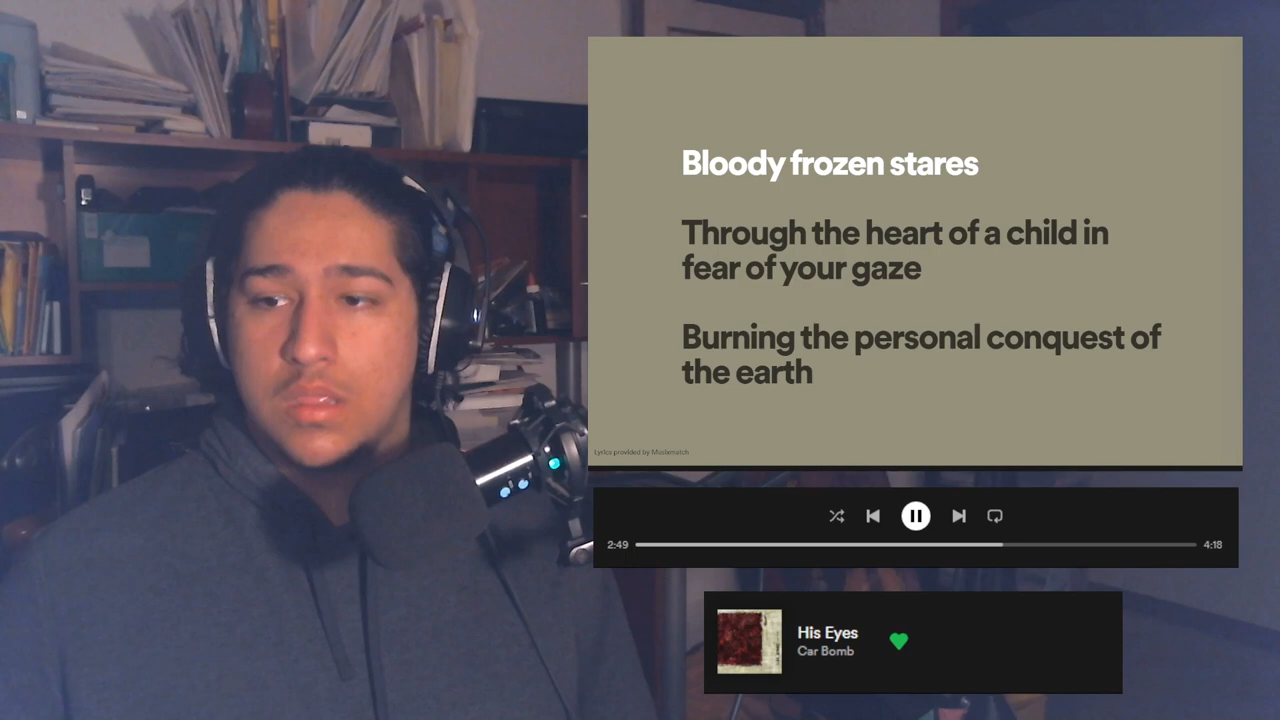 Bloody frozen stares
Through the heart of a child in
fear of your gaze
Burning the personal conquest of
the earth
Lyrics provided by Musixmatch
2:49
4:18
His Eyes
Car Bomb